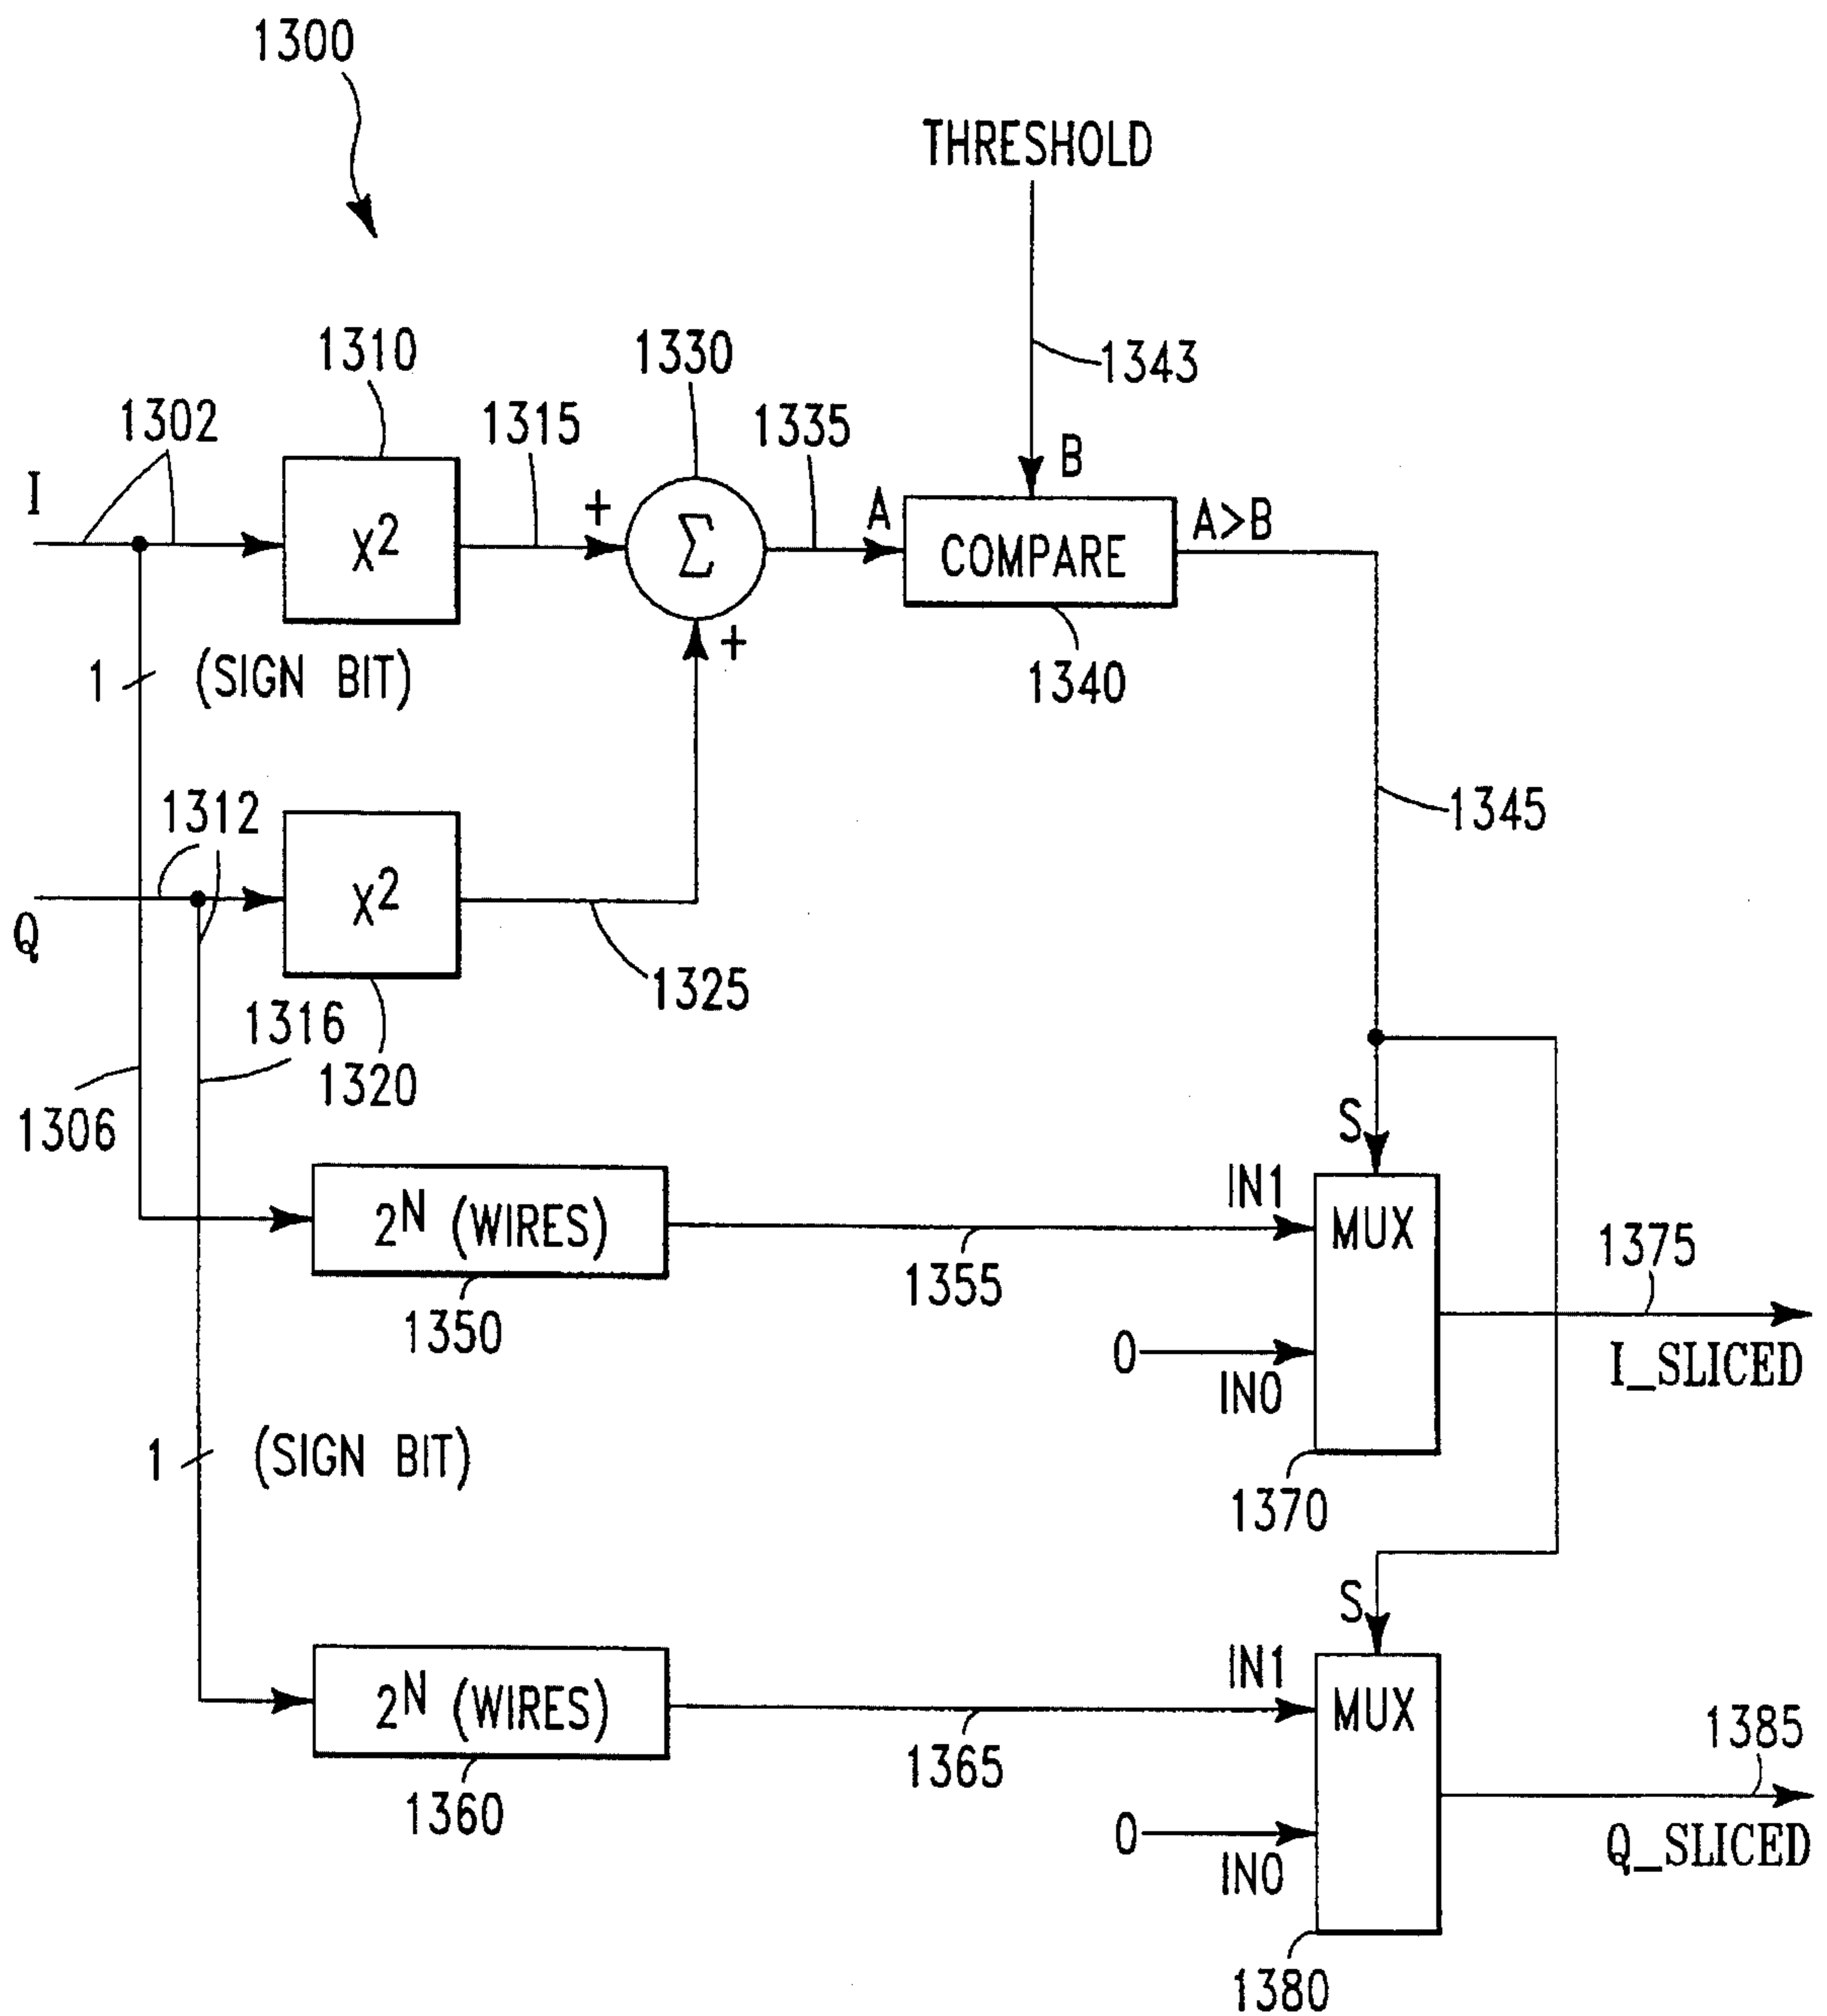 1300
THRESHOLD
1310
1330
1343
1302
1315
1335
I
+
A
B
A>B
X²
Σ
COMPARE
+
1
(SIGN BIT)
1340
1312
1345
Q
X²
1325
1316
1320
1306
S
IN1
2ᴺ (WIRES)
MUX
1375
1355
1350
0
IN0
I_SLICED
1
(SIGN BIT)
1370
S
IN1
2ᴺ (WIRES)
MUX
1385
1365
1360
0
IN0
Q_SLICED
1380